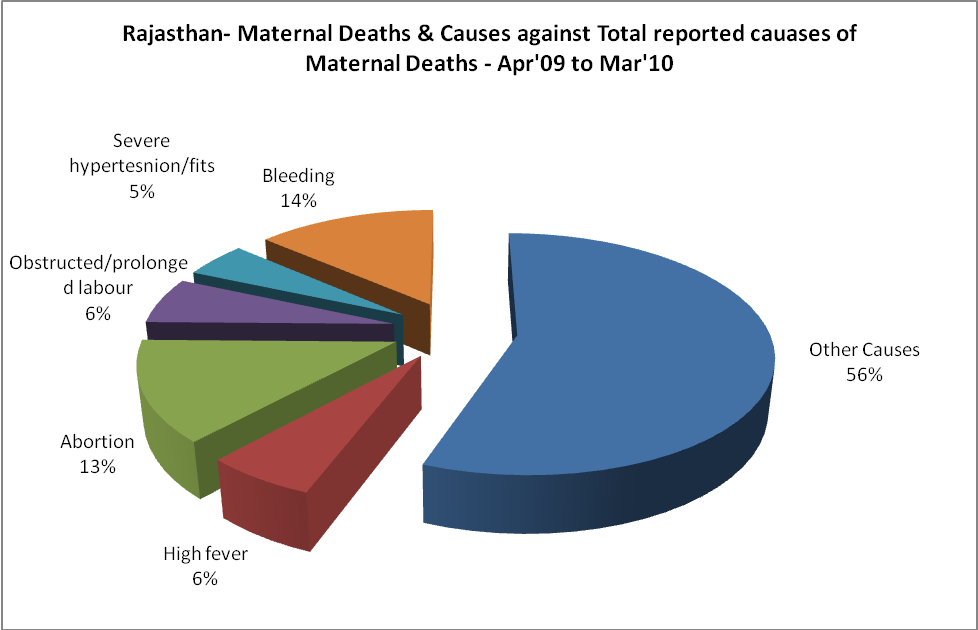 Rajasthan- Maternal Deaths & Causes against Total reported cauases of
Maternal Deaths - Apr'09 to Mar'10
Severe
hypertesnion/fits
5%
Bleeding
14%
Obstructed/prolonge
d labour
6%
Other Causes
56%
Abortion
13%
High fever
6%